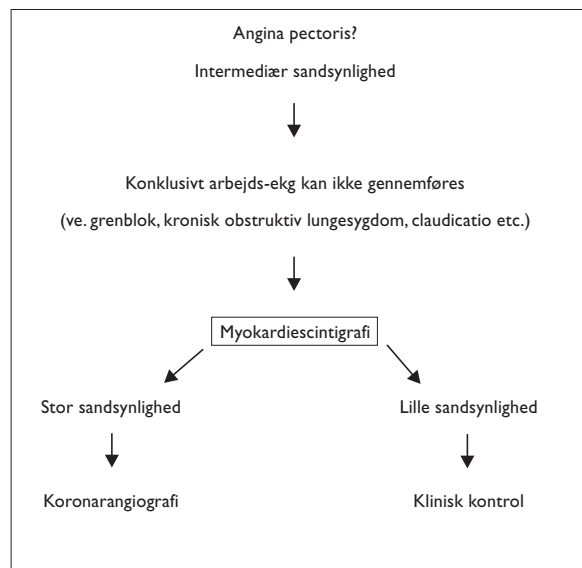 Angina pectoris?
Intermediær sandsynlighed
Konklusivt arbejds-ekg kan ikke gennemføres
(ve. grenblok, kronisk obstruktiv lungesygdom, claudicatio etc.)
Myokardiescintigrafi
Stor sandsynlighed
Lille sandsynlighed
Koronarangiografi
Klinisk kontrol